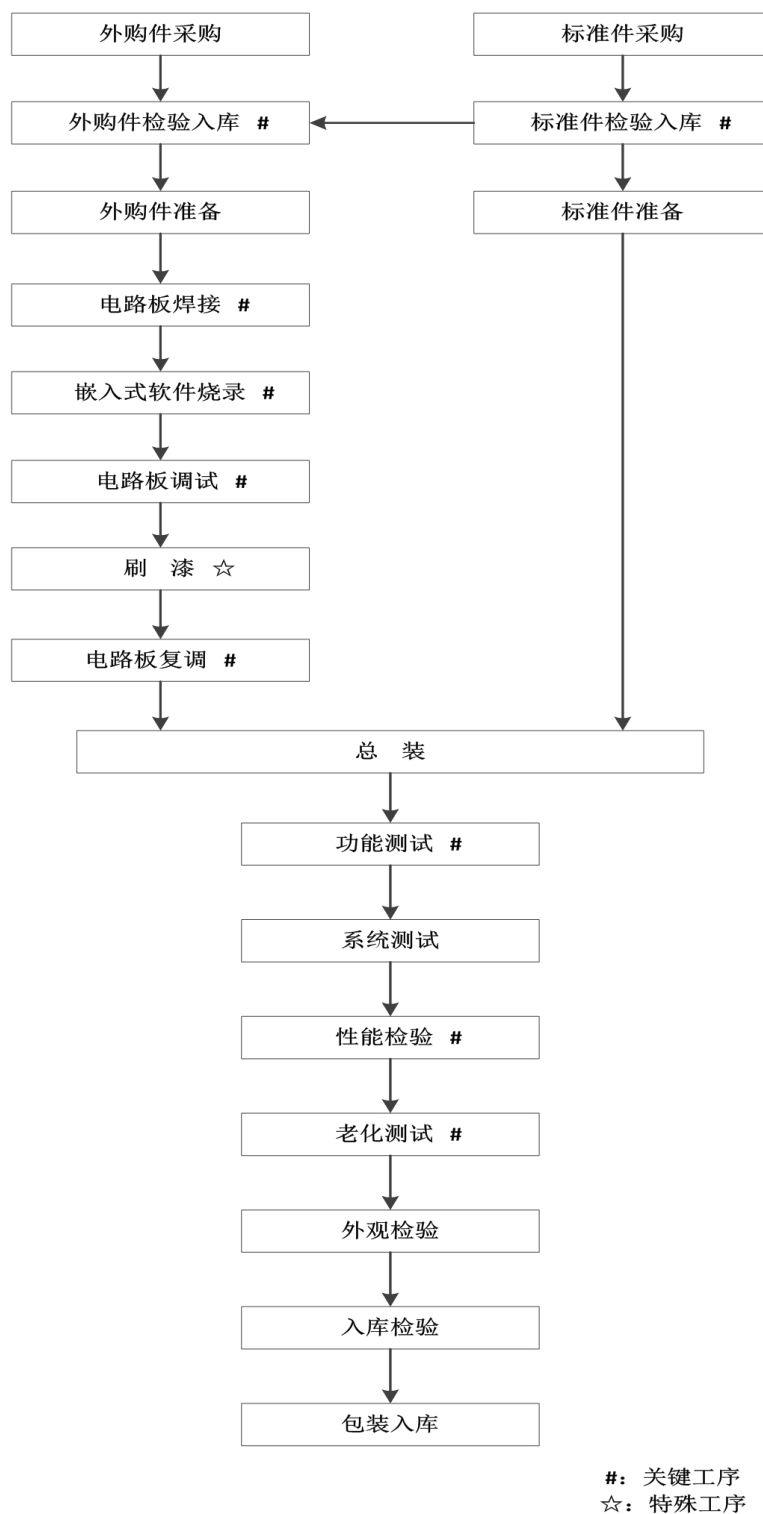 外购件采购
标准件采购
外购件检验入库 #
标准件检验入库 #
外购件准备
标准件准备
电路板焊接 #
嵌入式软件烧录 #
电路板调试 #
刷 漆 ☆
电路板复调 #
总 装
功能测试 #
系统测试
性能检验 #
老化测试 #
外观检验
入库检验
包装入库
#：关键工序
☆：特殊工序